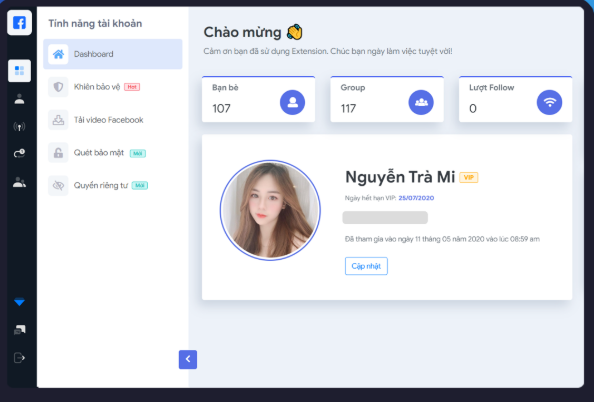 Tính năng tài khoản
Dashboard
Khiên bảo vệ Hot
Tải video Facebook
Quét bảo mật Mới
Quyền riêng tư Mới
Chào mừng
Cảm ơn bạn đã sử dụng Extension. Chúc bạn ngày làm việc tuyệt vời!
Bạn bè
107
Group
117
Lượt Follow
0
Nguyễn Trà Mi VIP
Ngày hết hạn VIP: 25/07/2020
Đã tham gia vào ngày 11 tháng 05 năm 2020 vào lúc 08:59 am
Cập nhật